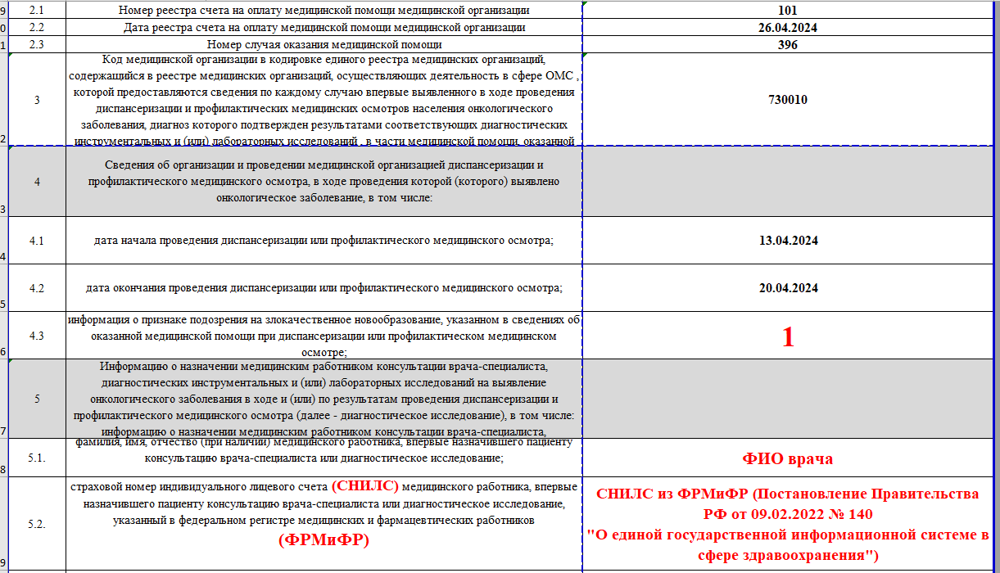 9 2.1 Номер реестра счета на оплату медицинской помощи медицинской организации 101
0 2.2 Дата реестра счета на оплату медицинской помощи медицинской организации 26.04.2024
1 2.3 Номер случая оказания медицинской помощи 396
Код медицинской организации в кодировке единого реестра медицинских организаций,
содержащийся в реестре медицинских организаций, осуществляющих деятельность в сфере ОМС ,
которой предоставляются сведения по каждому случаю впервые выявленного в ходе проведения
3 диспансеризации и профилактических медицинских осмотров населения онкологического 730010
заболевания, диагноз которого подтвержден результатами соответствующих диагностических
2 инструментальных и (или) лабораторных исследований , в части медицинской помощи, оказанной
Сведения об организации и проведении медицинской организацией диспансеризации и
4 профилактического медицинского осмотра, в ходе проведения которой (которого) выявлено
онкологическое заболевание, в том числе:
3
4.1 дата начала проведения диспансеризации или профилактического медицинского осмотра; 13.04.2024
4
4.2 дата окончания проведения диспансеризации или профилактического медицинского осмотра; 20.04.2024
5
информация о признаке подозрения на злокачественное новообразование, указанном в сведениях об
4.3 оказанной медицинской помощи при диспансеризации или профилактическом медицинском 1
6 осмотре;
Информацию о назначении медицинским работником консультации врача-специалиста,
диагностических инструментальных и (или) лабораторных исследований на выявление
5 онкологического заболевания в ходе и (или) по результатам проведения диспансеризации и
профилактического медицинского осмотра (далее - диагностическое исследование), в том числе:
7 информацию о назначении медицинским работником консультации врача-специалиста,
фамилия, имя, отчество (при наличии) медицинского работника, впервые назначившего пациенту
5.1. консультацию врача-специалиста или диагностическое исследование; ФИО врача
8
страховой номер индивидуального лицевого счета (СНИЛС) медицинского работника, впервые
назначившего пациенту консультацию врача-специалиста или диагностическое исследование,
5.2. указанный в федеральном регистре медицинских и фармацевтических работников
(ФРМиФР)
СНИЛС из ФРМиФР (Постановление Правительства
РФ от 09.02.2022 № 140
"О единой государственной информационной системе в
сфере здравоохранения")
9